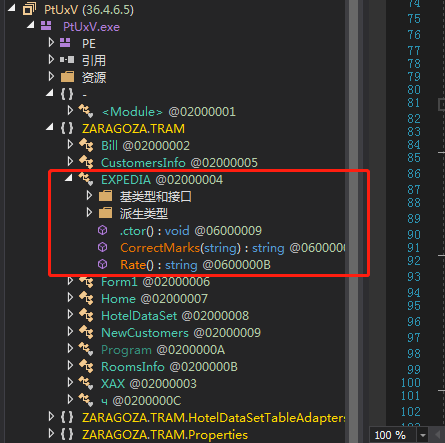 PtUxV (36.4.6.5)
PtUxV.exe
PE
引用
资源
{ } -
<Module> @02000001
{ } ZARAGOZA.TRAM
Bill @02000002
CustomersInfo @02000005
EXPEDIA @02000004
基类型和接口
派生类型
.ctor() : void @06000009
CorrectMarks(string) : string @0600000
Rate() : string @0600000B
Form1 @02000006
Home @02000007
HotelDataSet @02000008
NewCustomers @02000009
Program @0200000A
RoomsInfo @0200000B
XAX @02000003
ч @0200000C
{ } ZARAGOZA.TRAM.HotelDataSetTableAdapters
{ } ZARAGOZA.TRAM.Properties
74
75
76
77
78
79
80
81
82
83
84
85
86
87
88
89
90
91
92
93
94
95
96
97
98
99
100
101
102
103
100 %